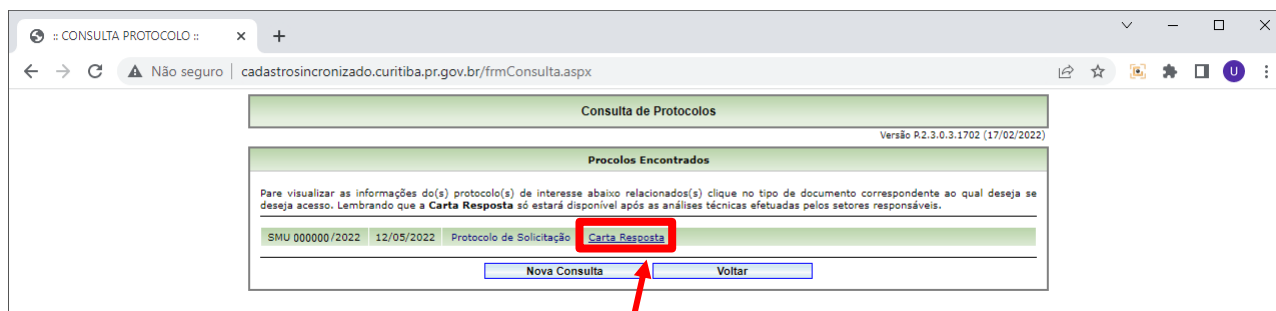 :: CONSULTA PROTOCOLO ::
Não seguro | cadastrosincronizado.curitiba.pr.gov.br/frmConsulta.aspx
U
Consulta de Protocolos
Versão P.2.3.0.3.1702 (17/02/2022)
Procolos Encontrados
Pare visualizar as informações do(s) protocolo(s) de interesse abaixo relacionados(s) clique no tipo de documento correspondente ao qual deseja se
deseja acesso. Lembrando que a Carta Resposta só estará disponível após as análises técnicas efetuadas pelos setores responsáveis.
SMU 000000/2022 12/05/2022 Protocolo de Solicitação Carta Resposta
Nova Consulta Voltar